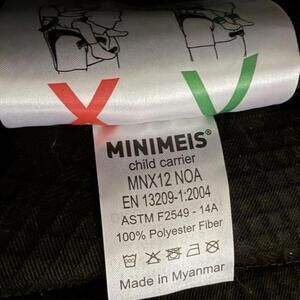 MINIMEIS®
child carrier
MNX12 NOA
EN 13209-1:2004
ASTM F2549 - 14A
100% Polyester Fiber
Made in Myanmar